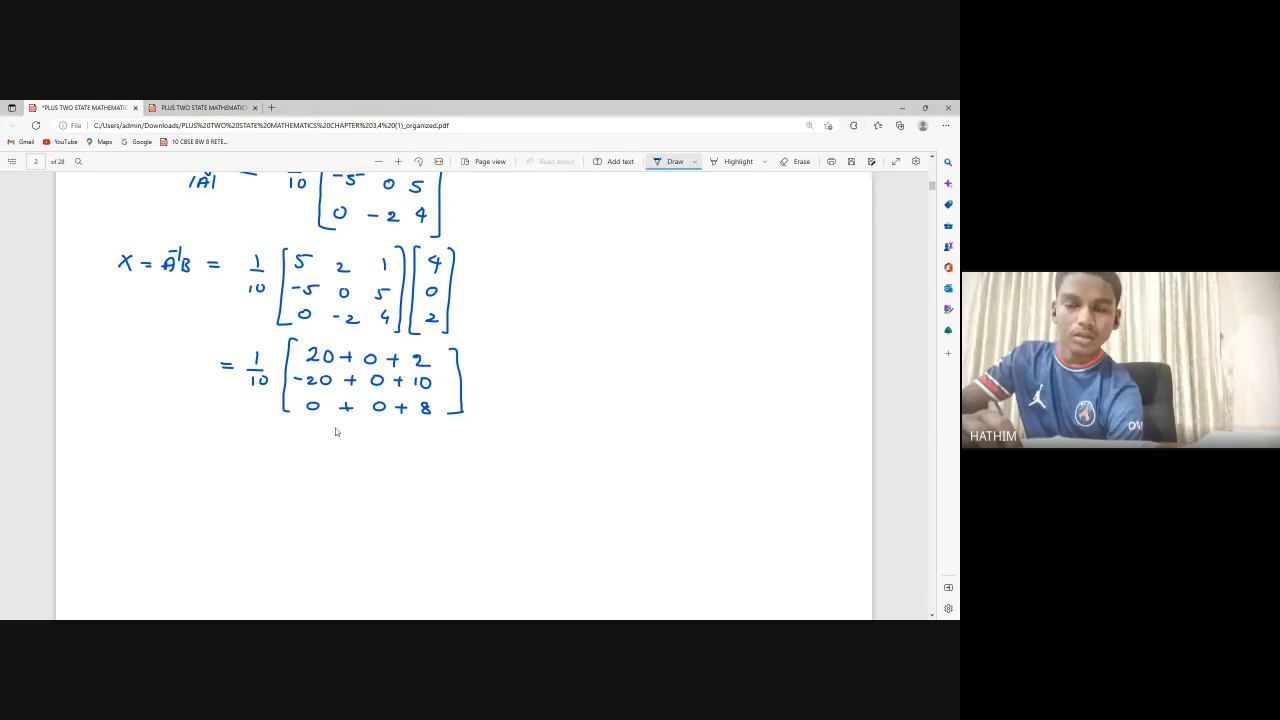 *PLUS TWO STATE MATHEMATIC
PLUS TWO STATE MATHEMATICS
File
C:/Users/admin/Downloads/PLUS%20TWO%20STATE%20MATHEMATICS%20CHAPTER%203,4%20(1)_organized.pdf
Gmail YouTube Maps Google 10 CBSE BW 8 RETE...
2 of 28 Page view Read aloud Add text Draw Highlight Erase
|A| 10 -5 0 5
0 -2 4
X = A⁻¹B = 1/10 [5 2 1] [4]
[-5 0 5] [0]
[0 -2 4] [2]
= 1/10 [20 + 0 + 2]
[-20 + 0 + 10]
[0 + 0 + 8]
HATHIM